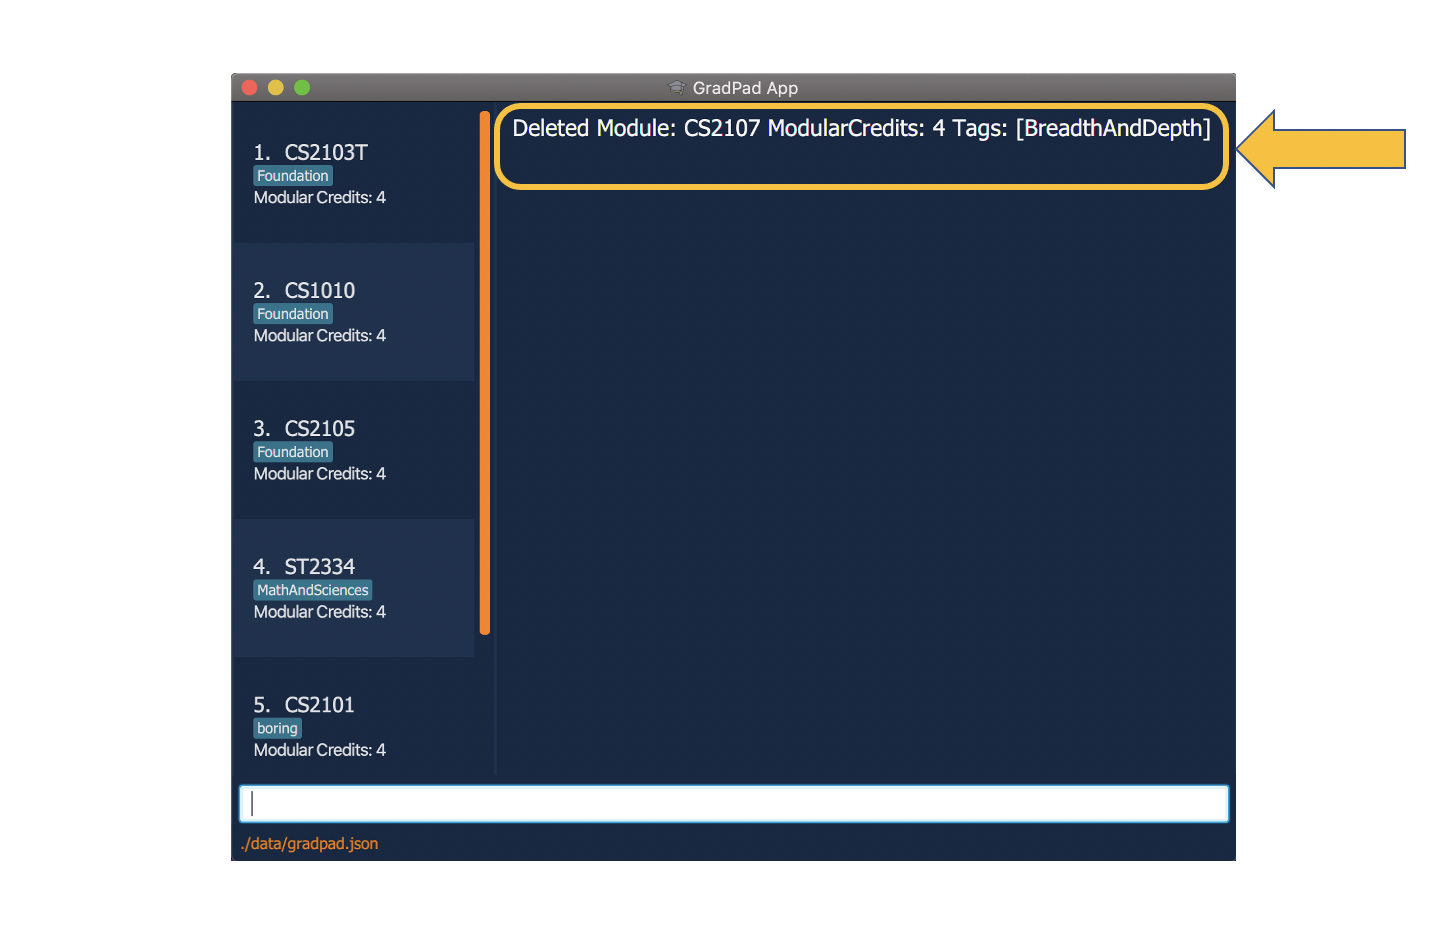 GradPad App
1. CS2103T
Foundation
Modular Credits: 4
2. CS1010
Foundation
Modular Credits: 4
3. CS2105
Foundation
Modular Credits: 4
4. ST2334
MathAndSciences
Modular Credits: 4
5. CS2101
boring
Modular Credits: 4
Deleted Module: CS2107 ModularCredits: 4 Tags: [BreadthAndDepth]
./data/gradpad.json